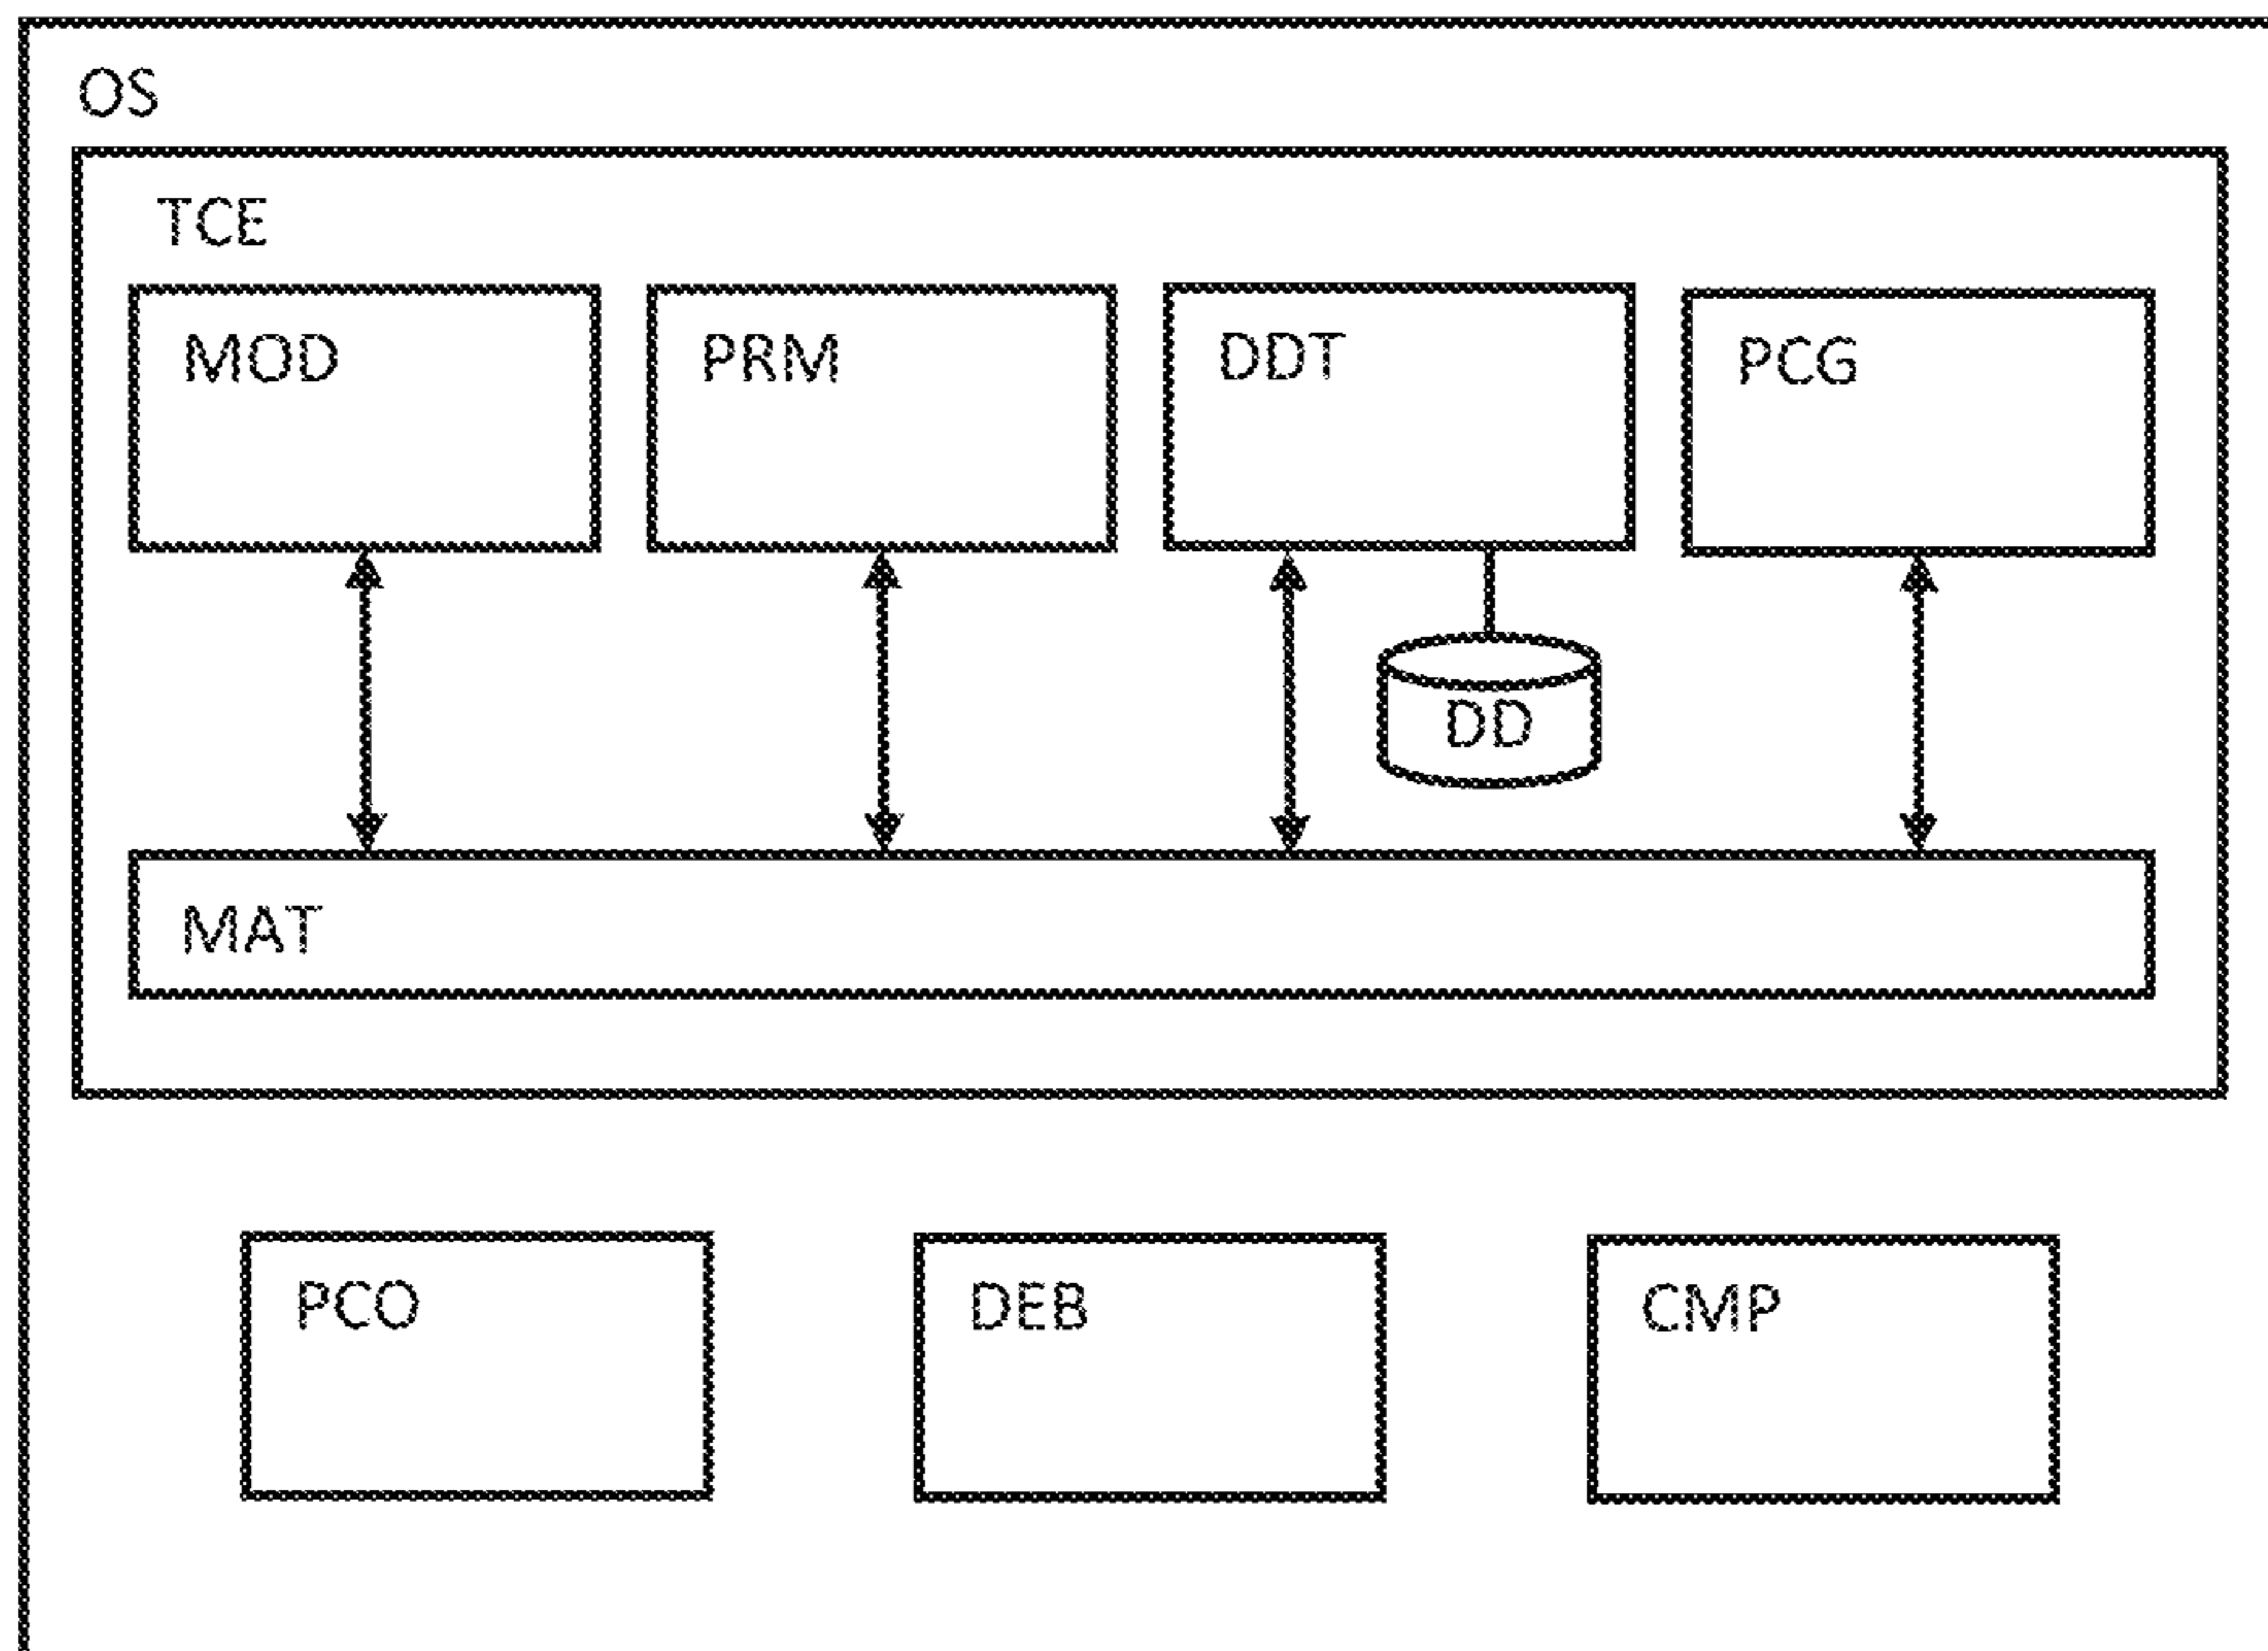 OS
TCE
MOD
PRM
DDT
PCG
DD
MAT
PCO
DEB
CMP